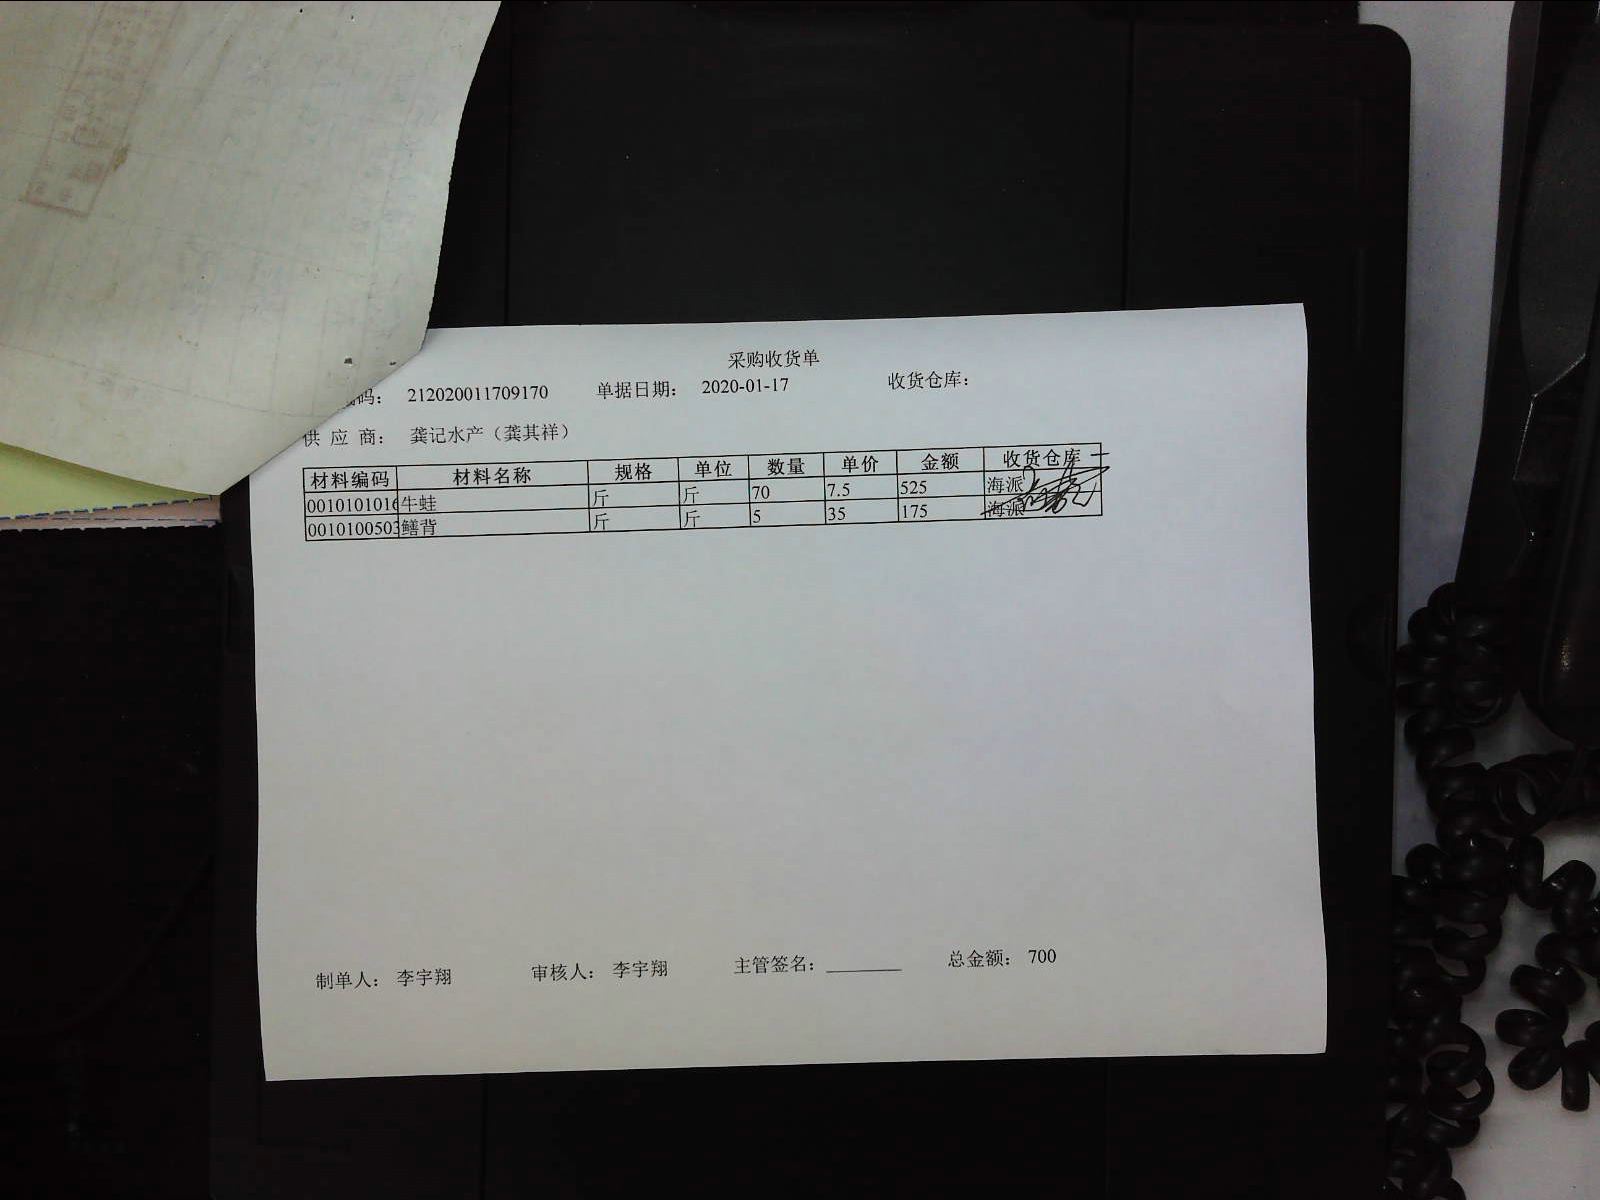 采购收货单
编码： 212020011709170 单据日期： 2020-01-17 收货仓库：
供 应 商： 龚记水产（龚其祥）
材料编码 材料名称 规格 单位 数量 单价 金额 收货仓库
0010101016 牛蛙 斤 斤 70 7.5 525 海派
0010100503 鳝背 斤 斤 5 35 175 海派
制单人： 李宇翔 审核人： 李宇翔 主管签名： 总金额： 700